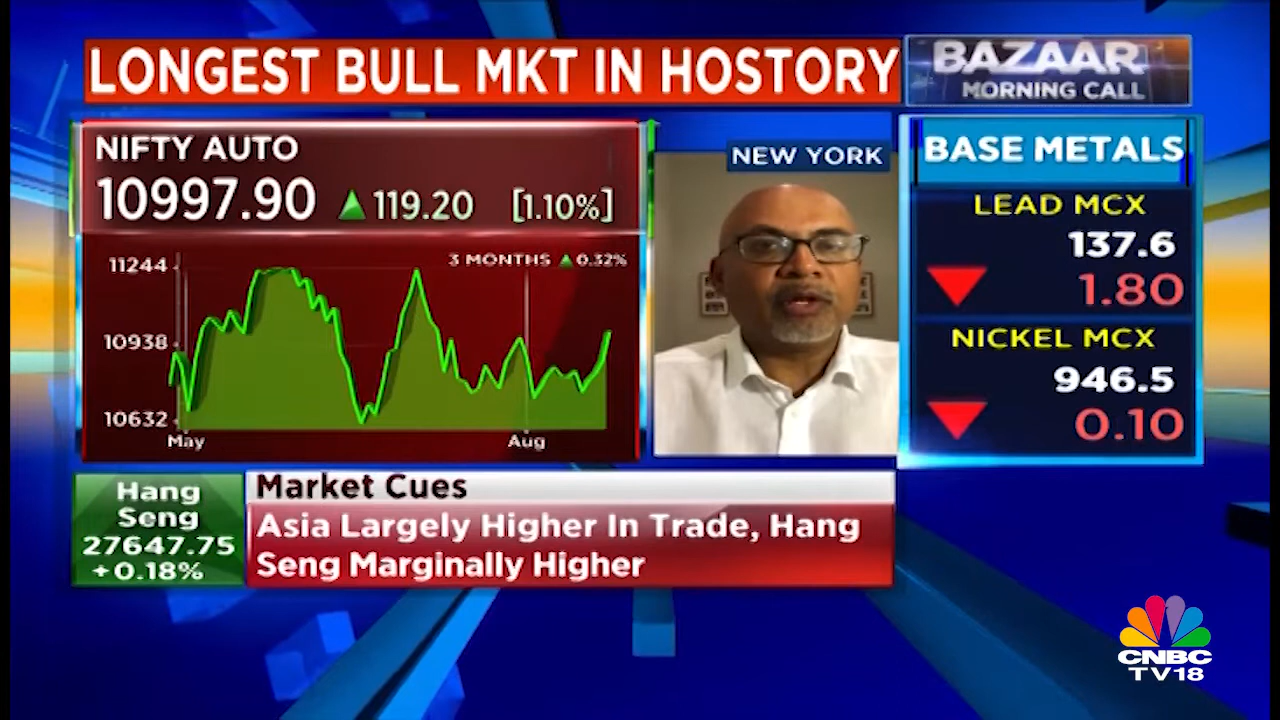 LONGEST BULL MKT IN HOSTORY
BAZAAR
MORNING CALL
NIFTY AUTO
10997.90 ▲ 119.20 [1.10%]
3 MONTHS ▲ 0.32%
11244
10938
10632
May Aug
NEW YORK
BASE METALS
LEAD MCX
137.6
1.80
NICKEL MCX
946.5
0.10
Hang
Seng
27647.75
+0.18%
Market Cues
Asia Largely Higher In Trade, Hang
Seng Marginally Higher
CNBC
TV18